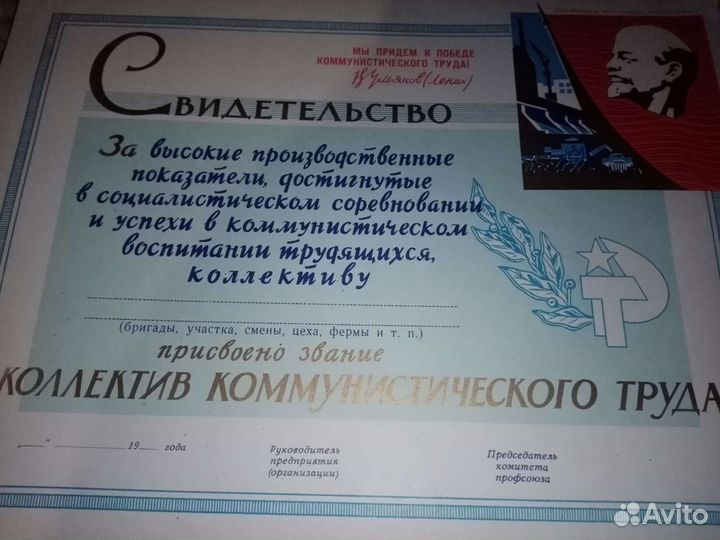 МЫ ПРИДЕМ К ПОБЕДЕ
КОММУНИСТИЧЕСКОГО ТРУДА!
В Ульянов (Ленин)
СВИДЕТЕЛЬСТВО
За высокие производственные
показатели, достигнутые
в социалистическом соревновании
и успехи в коммунистическом
воспитании трудящихся,
коллективу
(бригады, участка, смены, цеха, фермы и т. п.)
присвоено звание
КОЛЛЕКТИВ КОММУНИСТИЧЕСКОГО ТРУДА
„ “ 19 года
Руководитель
предприятия
(организации)
Председатель
комитета
профсоюза
Avito